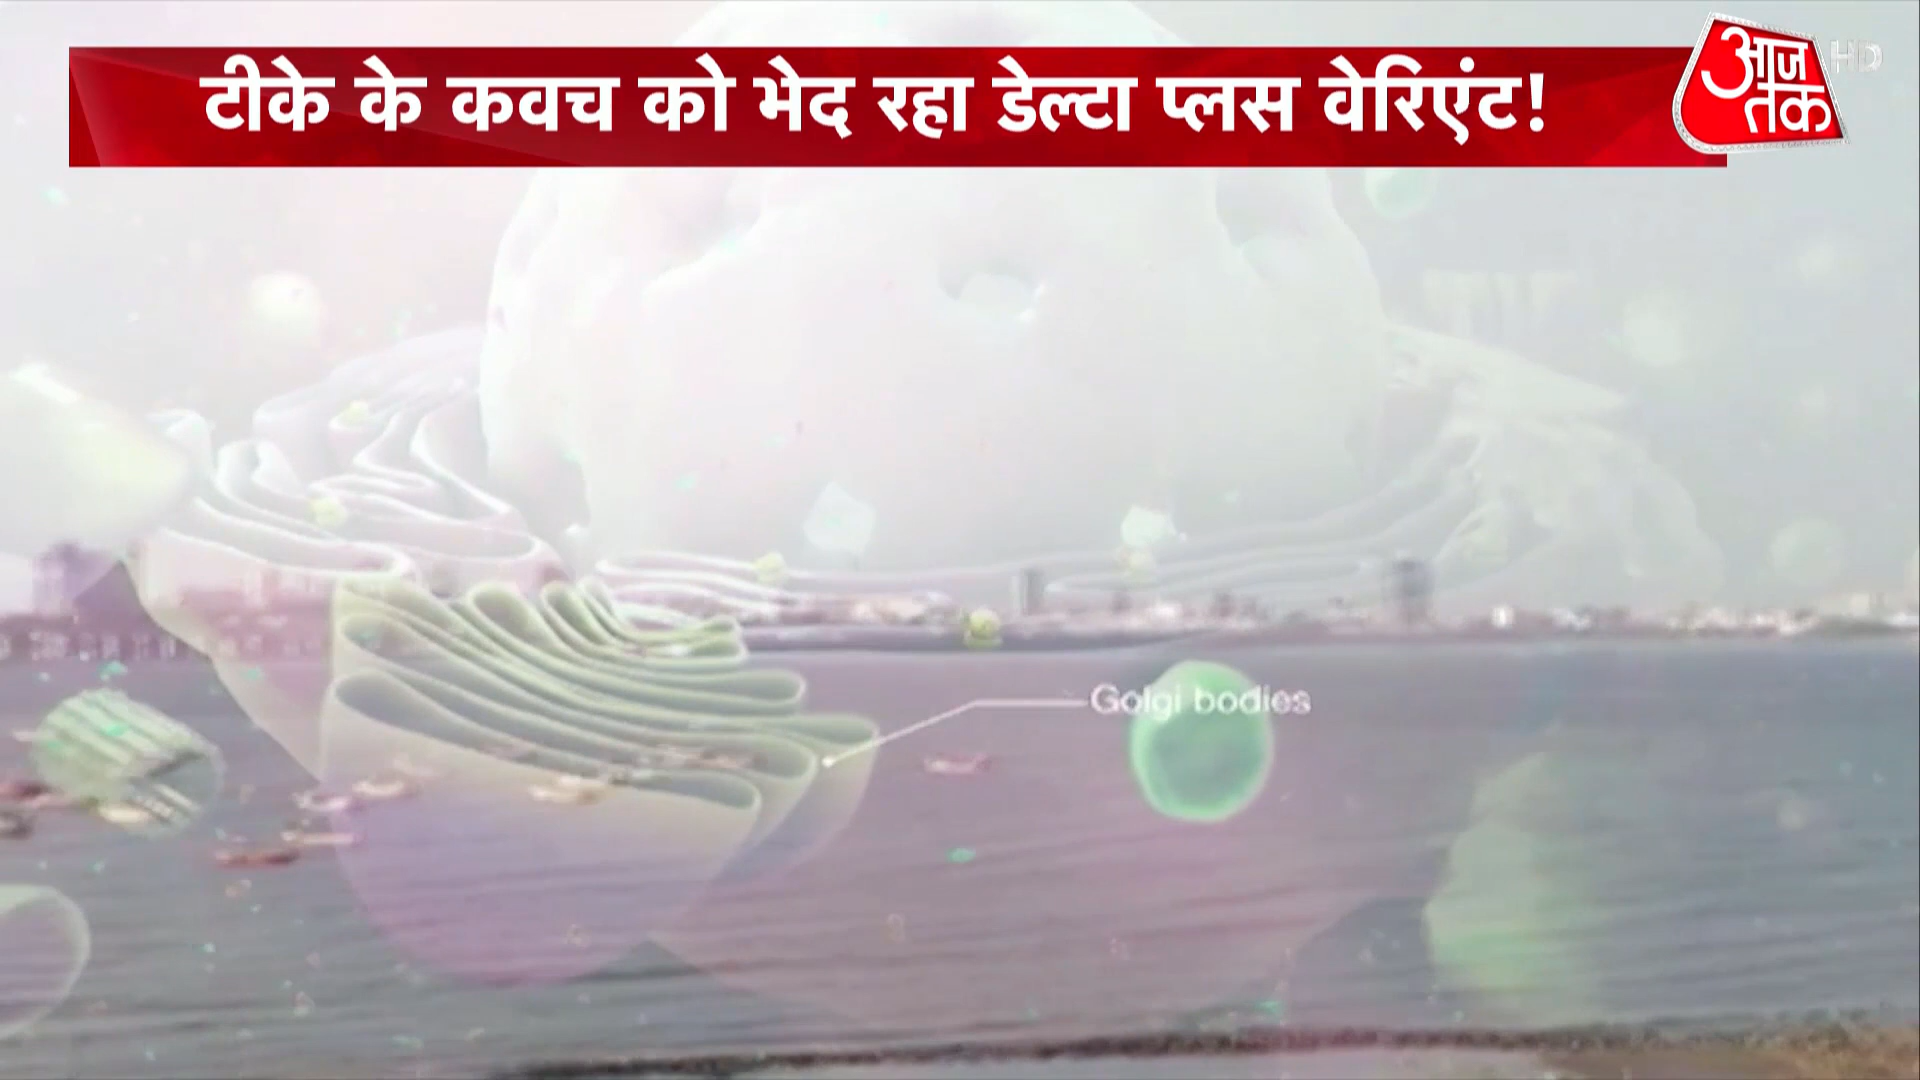 टीके के कवच को भेद रहा डेल्टा प्लस वेरिएंट!
आज
तक
HD
Golgi bodies